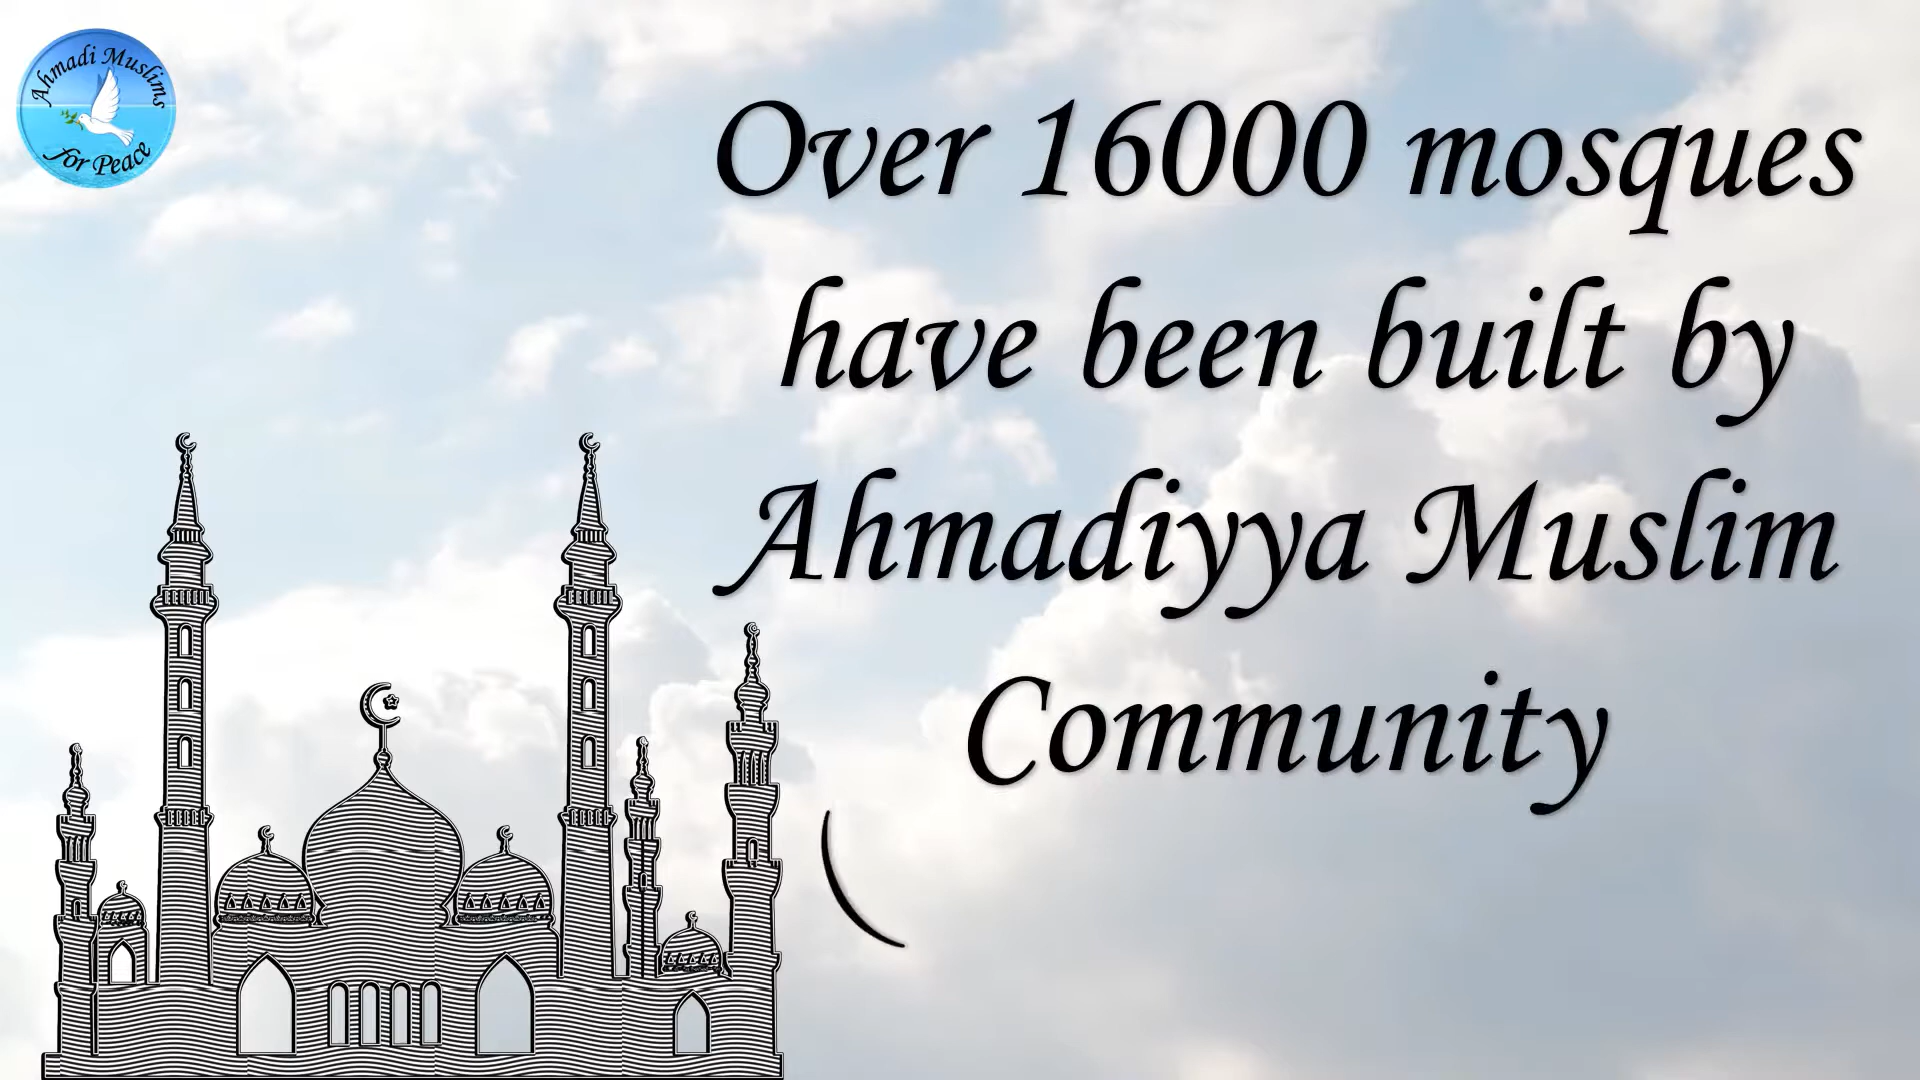 Ahmadi Muslims
for Peace
Over 16000 mosques
have been built by
Ahmadiyya Muslim
Community